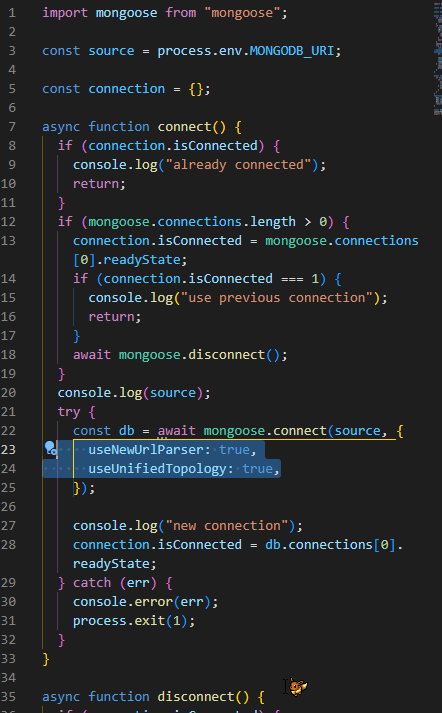 1 import mongoose from "mongoose";
2
3 const source = process.env.MONGODB_URI;
4
5 const connection = {};
6
7 async function connect() {
8 if (connection.isConnected) {
9 console.log("already connected");
10 return;
11 }
12 if (mongoose.connections.length > 0) {
13 connection.isConnected = mongoose.connections
[0].readyState;
14 if (connection.isConnected === 1) {
15 console.log("use previous connection");
16 return;
17 }
18 await mongoose.disconnect();
19 }
20 console.log(source);
21 try {
22 const db = await mongoose.connect(source, {
23 useNewUrlParser: true,
24 useUnifiedTopology: true,
25 });
26
27 console.log("new connection");
28 connection.isConnected = db.connections[0].
readyState;
29 } catch (err) {
30 console.error(err);
31 process.exit(1);
32 }
33 }
34
35 async function disconnect() {